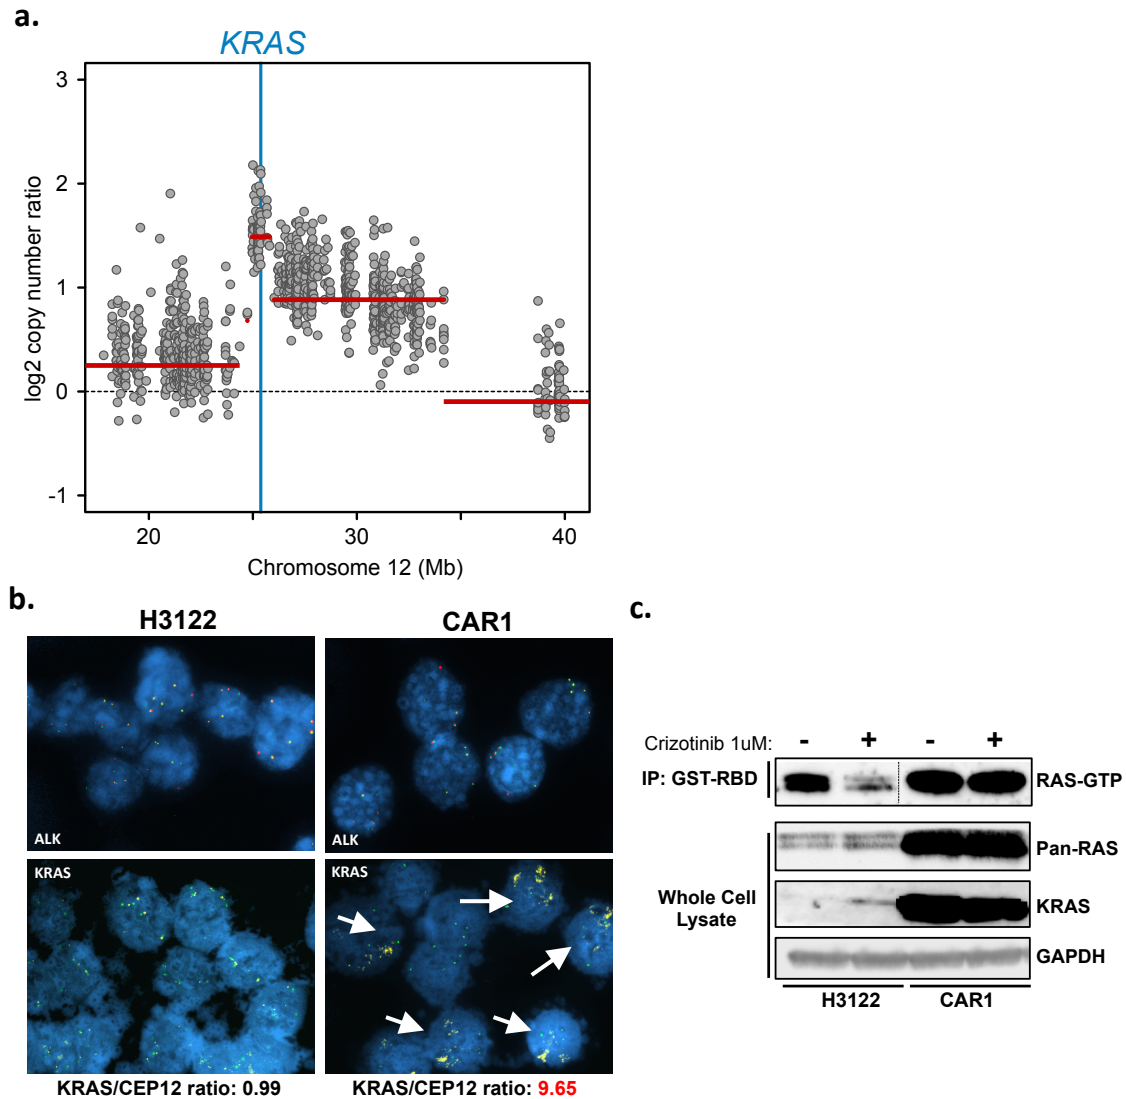 a.
KRAS
3
2
1
0
-1
log2 copy number ratio
20
30
40
Chromosome 12 (Mb)
b.
H3122
CAR1
ALK
ALK
KRAS
KRAS
KRAS/CEP12 ratio: 0.99
KRAS/CEP12 ratio: 9.65
c.
Crizotinib 1uM:
-
+
-
+
IP: GST-RBD
RAS-GTP
Pan-RAS
Whole Cell
Lysate
KRAS
GAPDH
H3122
CAR1